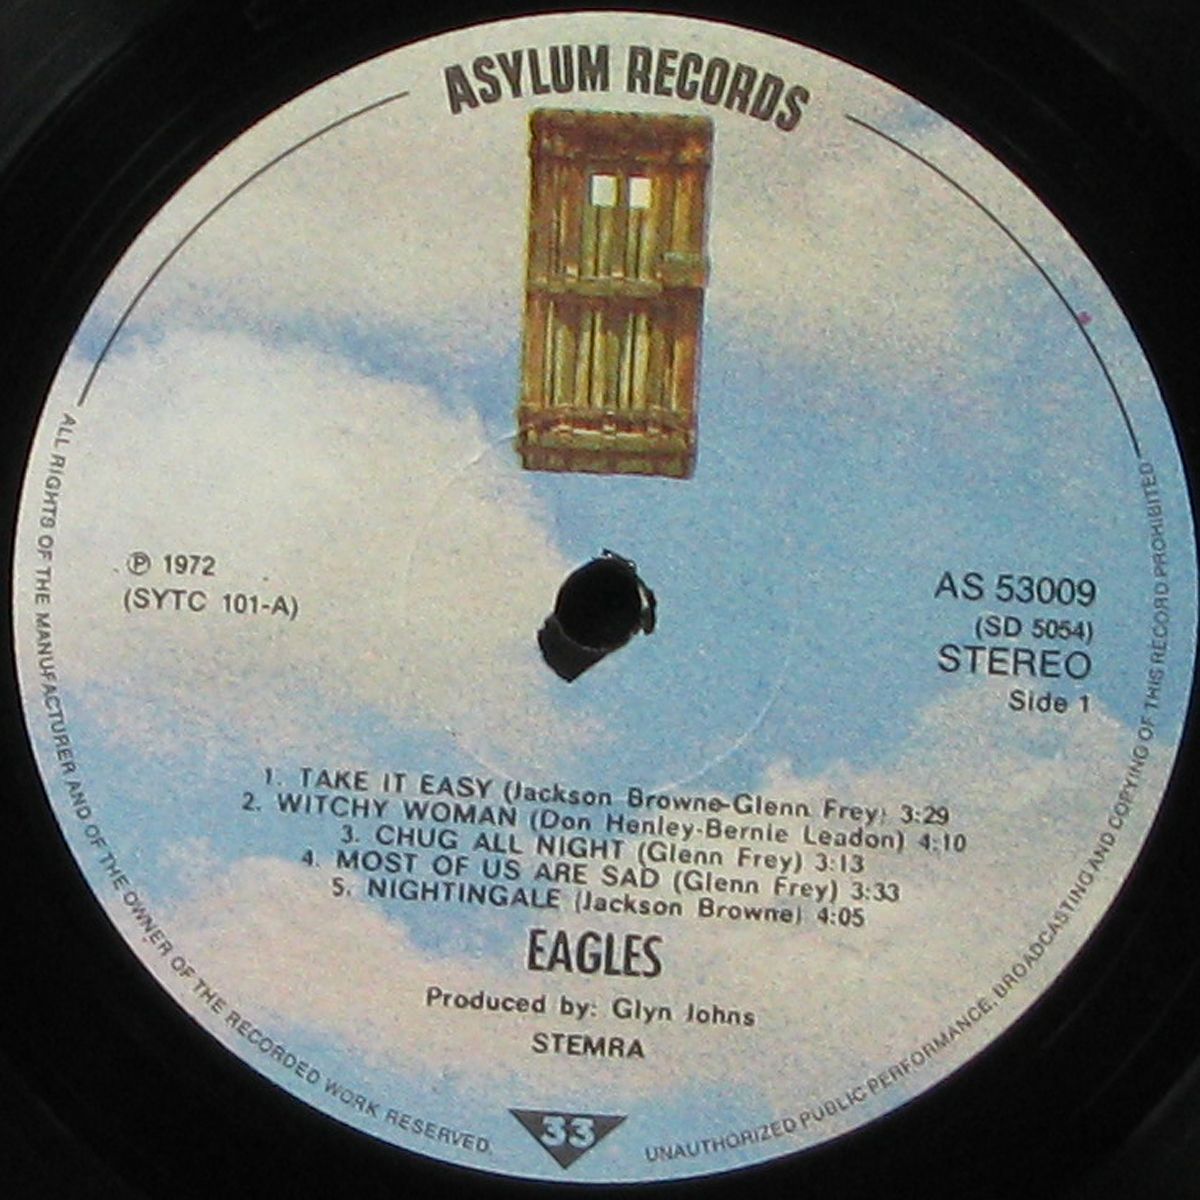 ASYLUM RECORDS
Ⓟ 1972
(SYTC 101-A)
AS 53009
(SD 5054)
STEREO
Side 1
1. TAKE IT EASY (Jackson Browne-Glenn Frey) 3:29
2. WITCHY WOMAN (Don Henley-Bernie Leadon) 4:10
3. CHUG ALL NIGHT (Glenn Frey) 3:13
4. MOST OF US ARE SAD (Glenn Frey) 3:33
5. NIGHTINGALE (Jackson Browne) 4:05
EAGLES
Produced by: Glyn Johns
STEMRA
33
ALL RIGHTS OF THE MANUFACTURER AND OF THE OWNER OF THE RECORDED WORK RESERVED.
UNAUTHORIZED PUBLIC PERFORMANCE, BROADCASTING AND COPYING OF THIS RECORD PROHIBITED